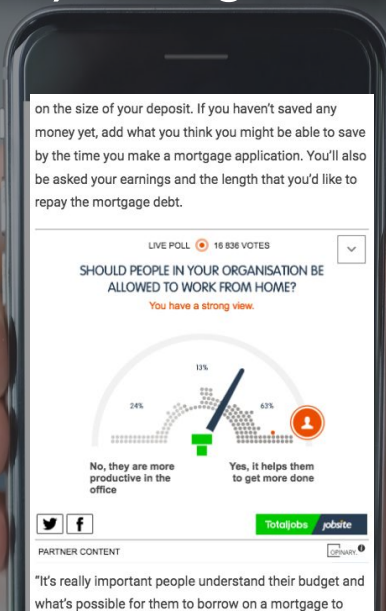 on the size of your deposit. If you haven't saved any
money yet, add what you think you might be able to save
by the time you make a mortgage application. You'll also
be asked your earnings and the length that you'd like to
repay the mortgage debt.
LIVE POLL 16 836 VOTES
SHOULD PEOPLE IN YOUR ORGANISATION BE
ALLOWED TO WORK FROM HOME?
You have a strong view.
13%
24%
63%
No, they are more
productive in the
office
Yes, it helps them
to get more done
f
Totaljobs jobsite
PARTNER CONTENT
OPINARY.
"It's really important people understand their budget and
what's possible for them to borrow on a mortgage to